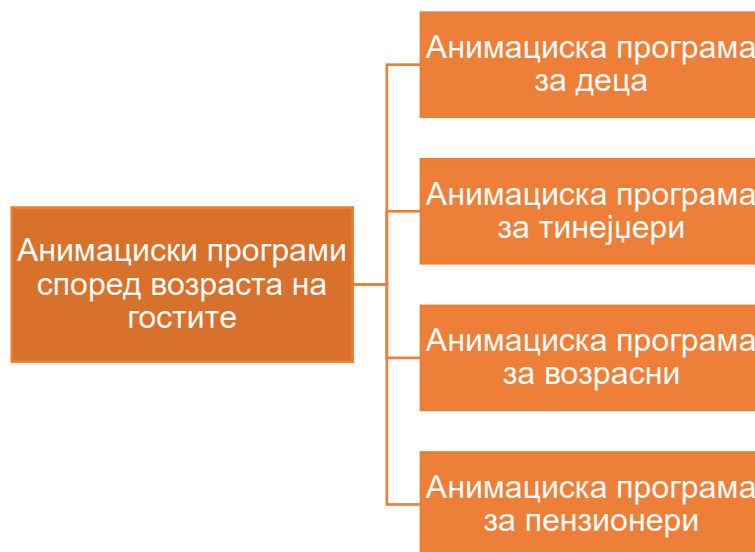 Анимациски програми
според возраста на
гостите
Анимациска програма
за деца
Анимациска програма
за тинејџери
Анимациска програма
за возрасни
Анимациска програма
за пензионери